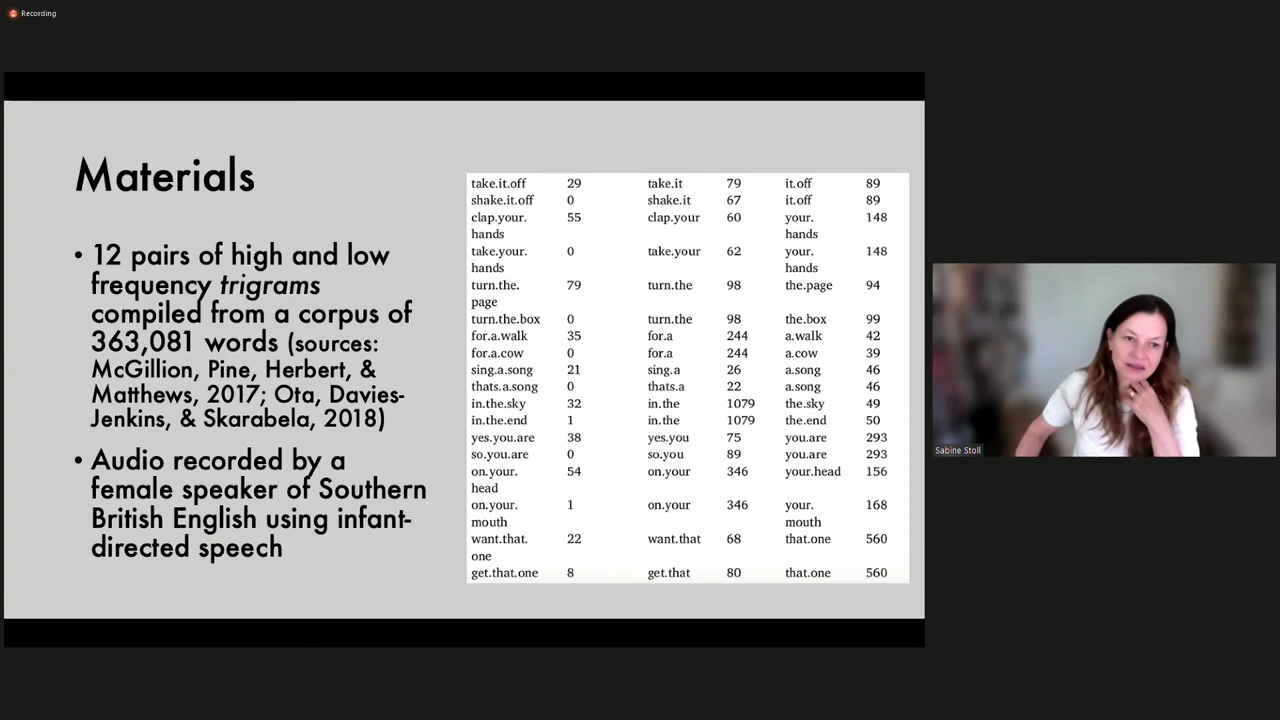 Recording
Materials
• 12 pairs of high and low
frequency trigrams
compiled from a corpus of
363,081 words (sources:
McGillion, Pine, Herbert, &
Matthews, 2017; Ota, Davies-
Jenkins, & Skarabela, 2018)
• Audio recorded by a
female speaker of Southern
British English using infant-
directed speech
take.it.off 29 take.it 79 it.off 89
shake.it.off 0 shake.it 67 it.off 89
clap.your. 55 clap.your 60 your. 148
hands hands
take.your. 0 take.your 62 your. 148
hands hands
turn.the. 79 turn.the 98 the.page 94
page
turn.the.box 0 turn.the 98 the.box 99
for.a.walk 35 for.a 244 a.walk 42
for.a.cow 0 for.a 244 a.cow 39
sing.a.song 21 sing.a 26 a.song 46
thats.a.song 0 thats.a 22 a.song 46
in.the.sky 32 in.the 1079 the.sky 49
in.the.end 1 in.the 1079 the.end 50
yes.you.are 38 yes.you 75 you.are 293
so.you.are 0 so.you 89 you.are 293
on.your. 54 on.your 346 your.head 156
head
on.your. 1 on.your 346 your. 168
mouth mouth
want.that. 22 want.that 68 that.one 560
one
get.that.one 8 get.that 80 that.one 560
Sabine Stoll